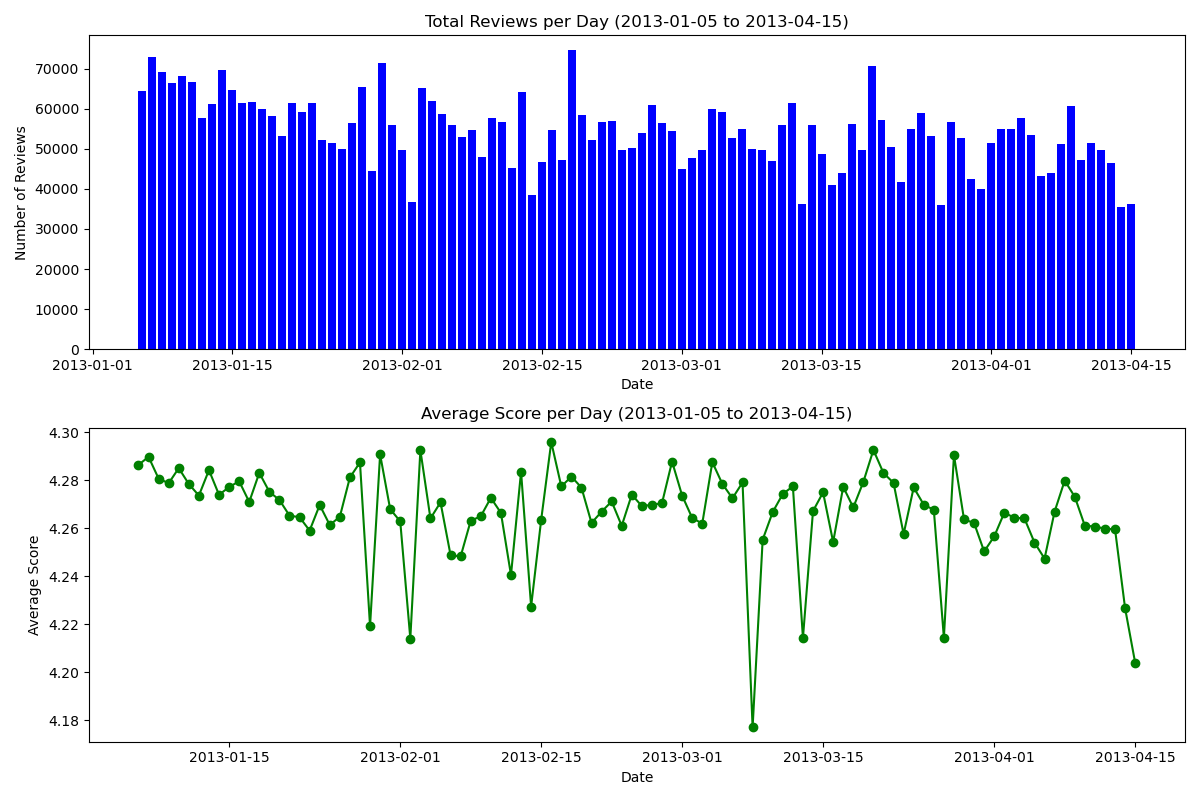 Total Reviews per Day (2013-01-05 to 2013-04-15)
Number of Reviews
70000
60000
50000
40000
30000
20000
10000
0
2013-01-01 2013-01-15 2013-02-01 2013-02-15 2013-03-01 2013-03-15 2013-04-01 2013-04-15
Date
Average Score per Day (2013-01-05 to 2013-04-15)
Average Score
4.30
4.28
4.26
4.24
4.22
4.20
4.18
2013-01-15 2013-02-01 2013-02-15 2013-03-01 2013-03-15 2013-04-01 2013-04-15
Date